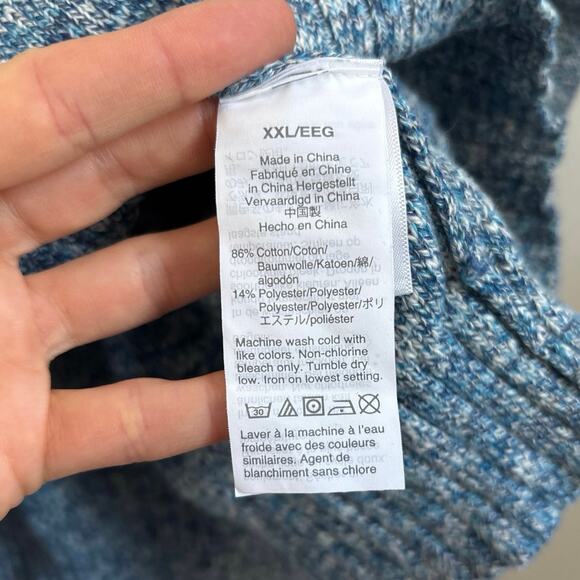 XXL/EEG
Made in China
Fabriqué en Chine
in China Hergestellt
Vervaardigd in China
中国製
Hecho en China
86% Cotton/Coton/
Baumwolle/Katoen/綿/
algodón
14% Polyester/Polyester/
Polyester/Polyester/ポリ
エステル/poliéster
Machine wash cold with
like colors. Non-chlorine
bleach only. Tumble dry
low. Iron on lowest setting.
30
Laver à la machine à l'eau
froide avec des couleurs
similaires. Agent de
blanchiment sans chlore